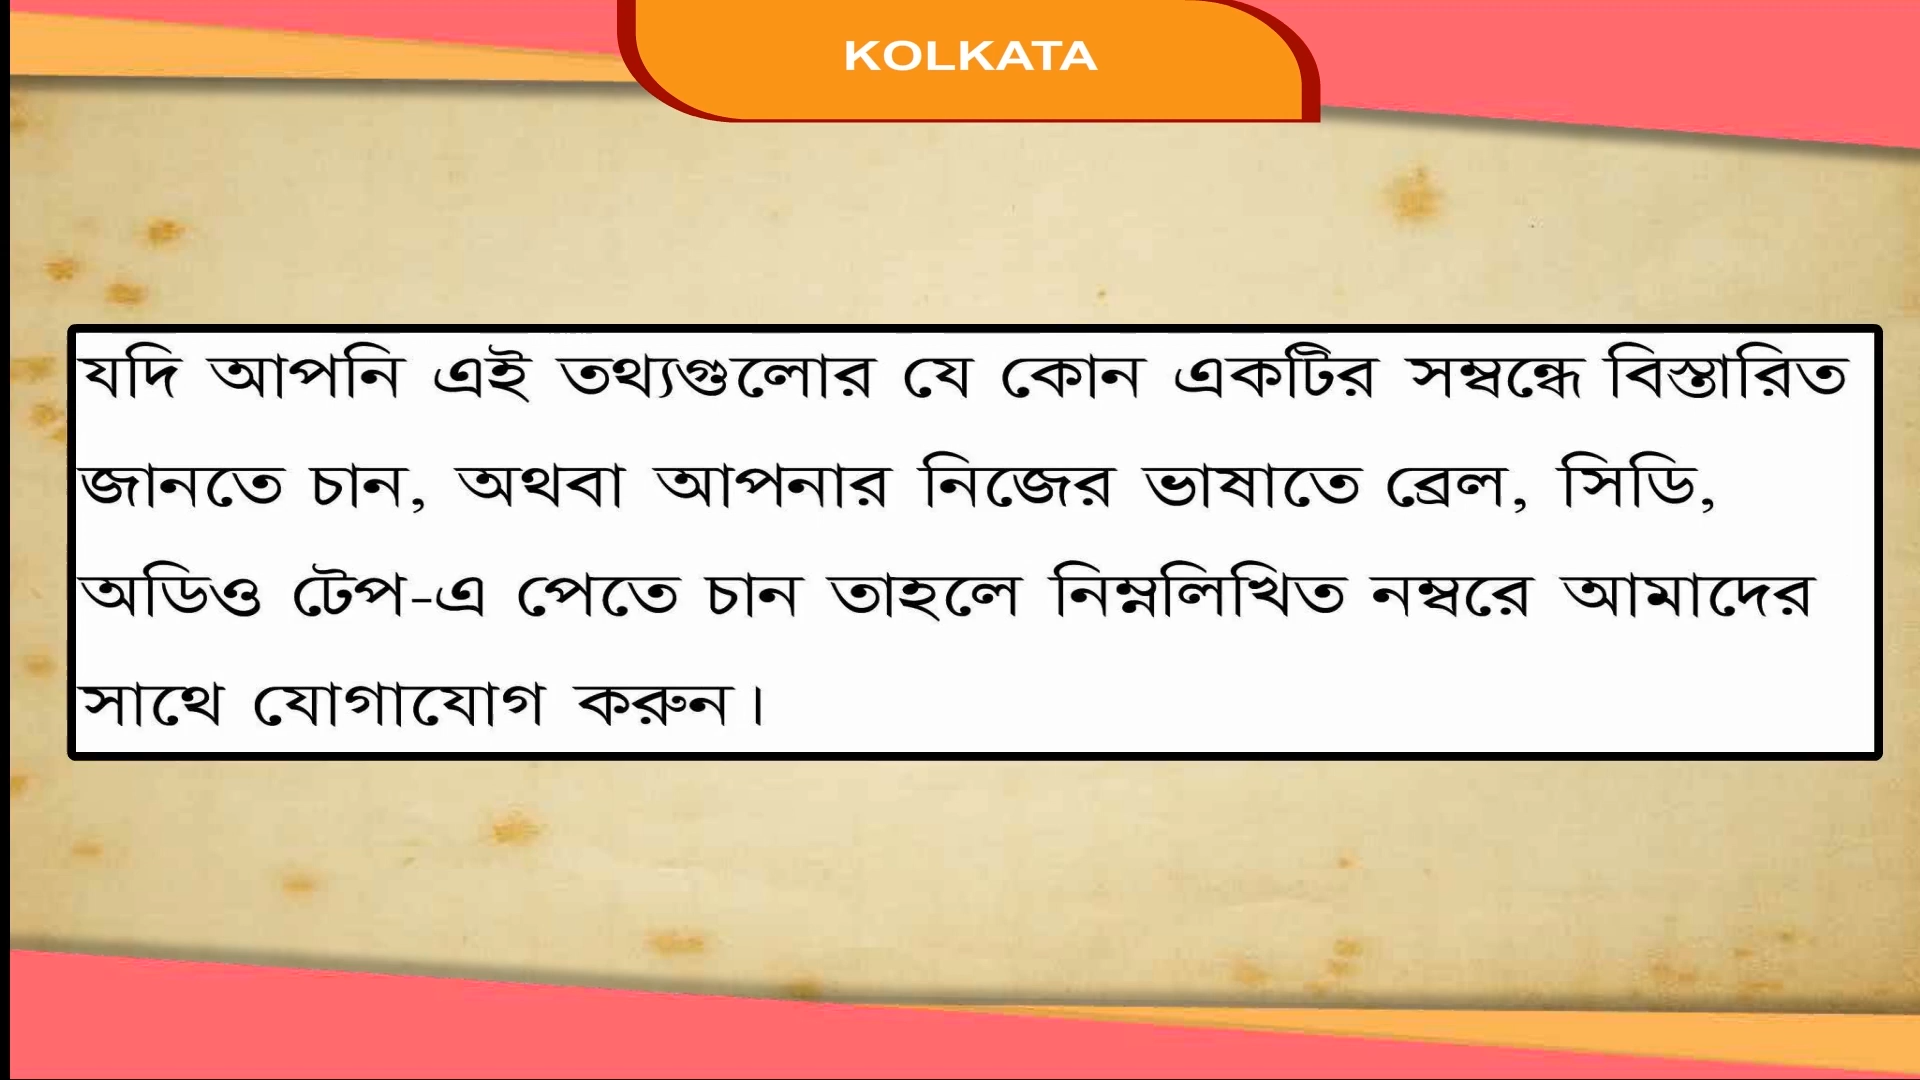 KOLKATA
যদি আপনি এই তথ্যগুলোর যে কোন একটির সম্বন্ধে বিস্তারিত
জানতে চান, অথবা আপনার নিজের ভাষাতে ব্রেল, সিডি,
অডিও টেপ-এ পেতে চান তাহলে নিম্নলিখিত নম্বরে আমাদের
সাথে যোগাযোগ করুন।